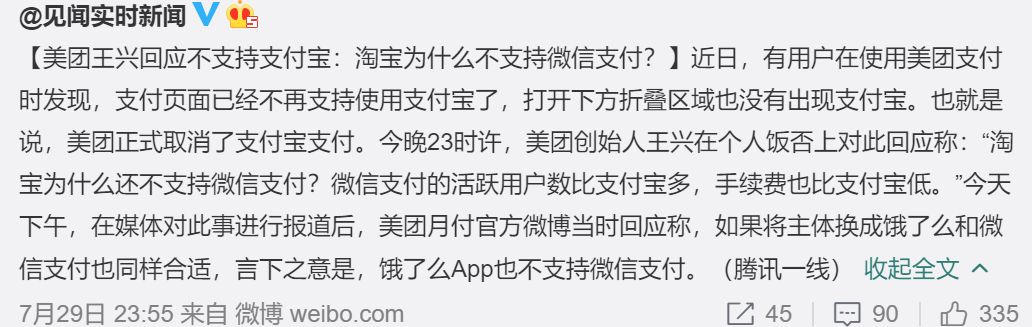 @见闻实时新闻
【美团王兴回应不支持支付宝：淘宝为什么不支持微信支付？】近日，有用户在使用美团支付
时发现，支付页面已经不再支持使用支付宝了，打开下方折叠区域也没有出现支付宝。也就是
说，美团正式取消了支付宝支付。今晚23时许，美团创始人王兴在个人饭否上对此回应称：“淘
宝为什么还不支持微信支付？微信支付的活跃用户数比支付宝多，手续费也比支付宝低。”今天
下午，在媒体对此事进行报道后，美团月付官方微博当时回应称，如果将主体换成饿了么和微
信支付也同样合适，言下之意是，饿了么App也不支持微信支付。（腾讯一线） 收起全文
7月29日 23:55 来自 微博 weibo.com 45 90 335